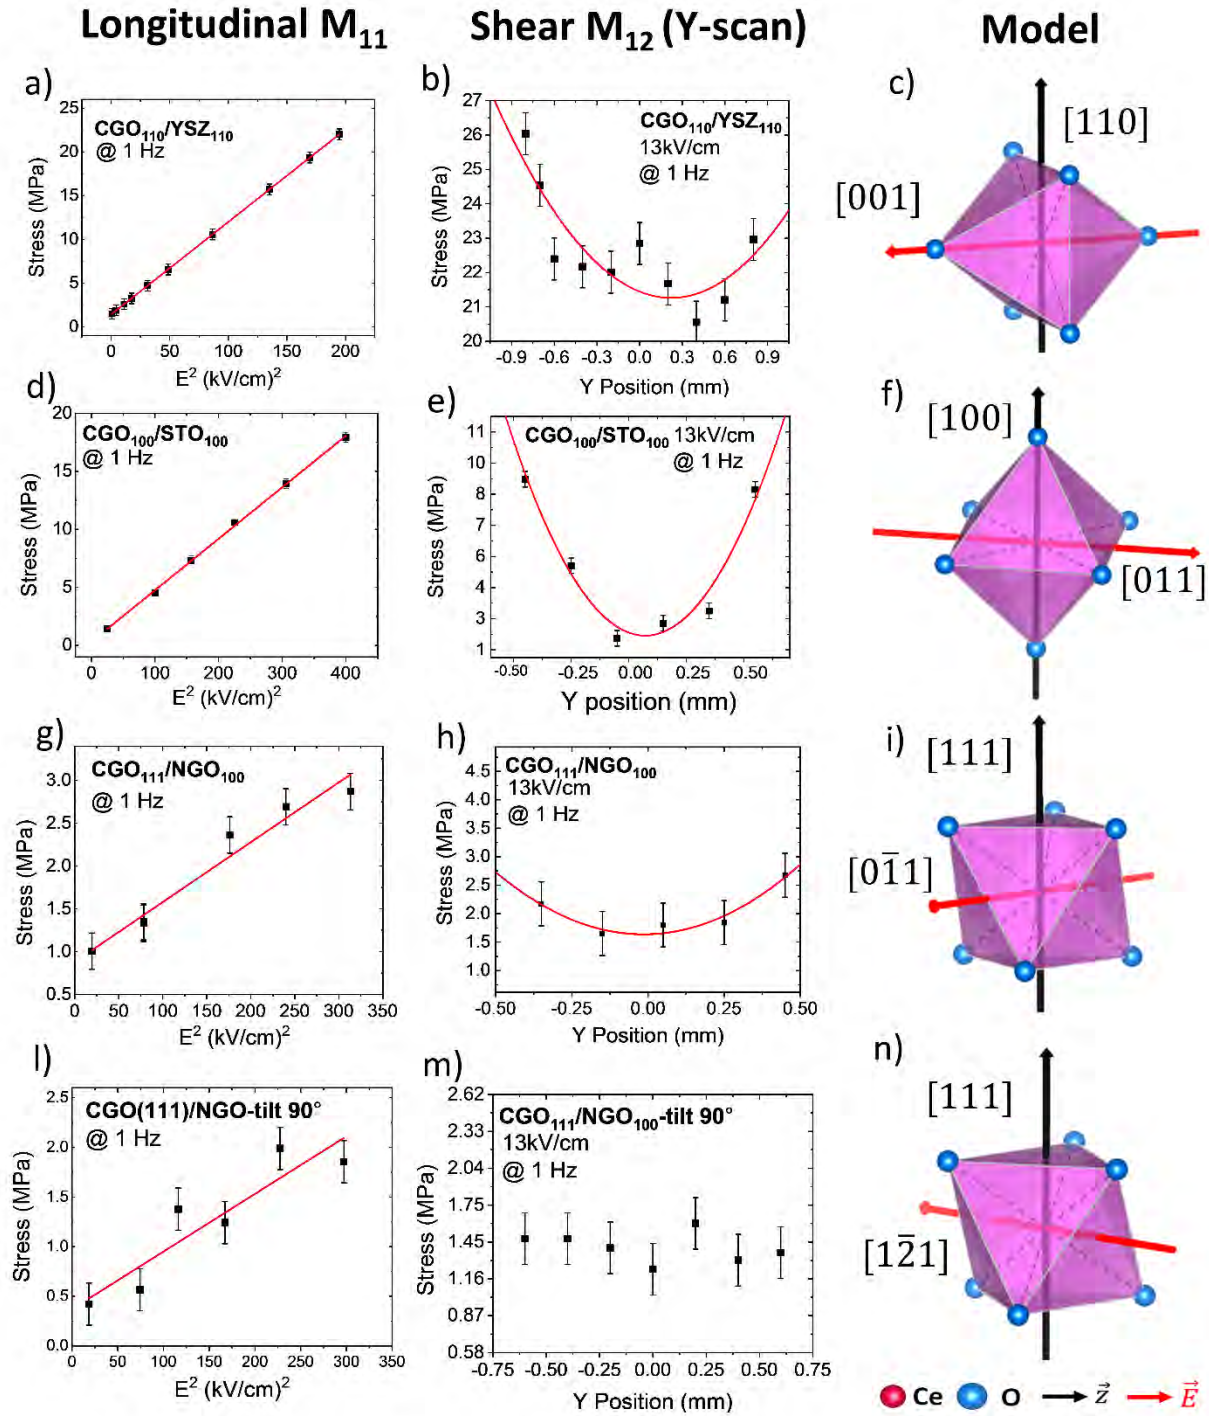 Longitudinal M₁₁
Shear M₁₂ (Y-scan)
Model
a)
25
20
15
10
5
0
Stress (MPa)
CGO₁₁₀/YSZ₁₁₀
@ 1 Hz
0 50 100 150 200
E² (kV/cm)²
b)
27
26
25
24
23
22
21
20
Stress (MPa)
CGO₁₁₀/YSZ₁₁₀
13kV/cm
@ 1 Hz
-0.9 -0.6 -0.3 0.0 0.3 0.6 0.9
Y Position (mm)
c)
[110]
[001]
d)
20
15
10
5
0
Stress (MPa)
CGO₁₀₀/STO₁₀₀
@ 1 Hz
0 100 200 300 400
E² (kV/cm)²
e)
11
10
8
7
6
4
3
1
Stress (MPa)
CGO₁₀₀/STO₁₀₀ 13kV/cm
@ 1 Hz
-0.50 -0.25 0.00 0.25 0.50
Y position (mm)
f)
[100]
[011]
g)
3.0
2.5
2.0
1.5
1.0
0.5
Stress (MPa)
CGO₁₁₁/NGO₁₀₀
@ 1 Hz
0 50 100 150 200 250 300 350
E² (kV/cm)²
h)
4.5
4.0
3.5
3.0
2.5
2.0
1.5
1.0
Stress (MPa)
CGO₁₁₁/NGO₁₀₀
13kV/cm
@ 1 Hz
-0.50 -0.25 0.00 0.25 0.50
Y Position (mm)
i)
[111]
[01̄1]
l)
2.5
2.0
1.5
1.0
0.5
0.0
Stress (MPa)
CGO(111)/NGO-tilt 90°
@ 1 Hz
0 50 100 150 200 250 300 350
E² (kV/cm)²
m)
2.62
2.33
2.04
1.75
1.45
1.16
0.87
0.58
Stress (MPa)
CGO₁₁₁/NGO₁₀₀-tilt 90°
13kV/cm
@ 1 Hz
-0.75 -0.50 -0.25 0.00 0.25 0.50 0.75
Y Position (mm)
n)
[111]
[12̄1]
Ce O z⃗ E⃗